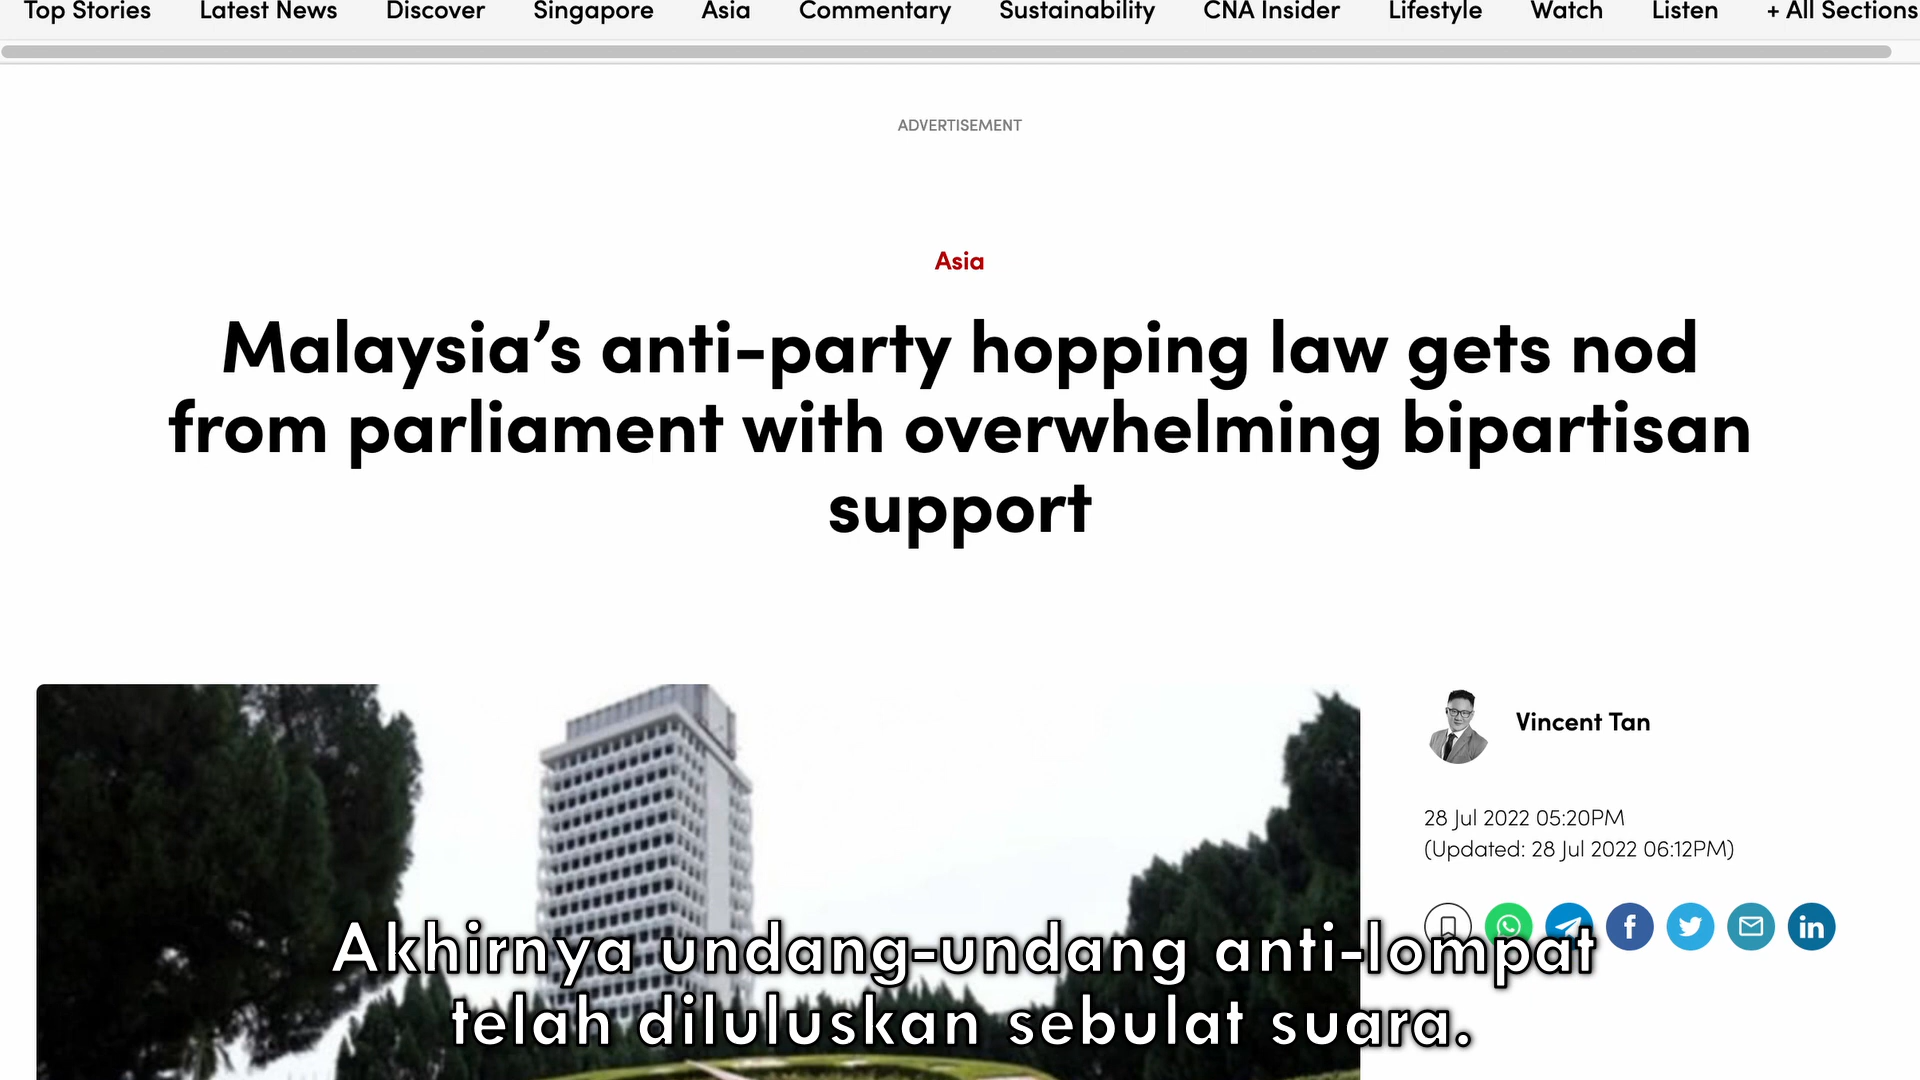 Top Stories Latest News Discover Singapore Asia Commentary Sustainability CNA Insider Lifestyle Watch Listen + All Sections
ADVERTISEMENT
Asia
Malaysia’s anti-party hopping law gets nod
from parliament with overwhelming bipartisan
support
Vincent Tan
28 Jul 2022 05:20PM
(Updated: 28 Jul 2022 06:12PM)
Akhirnya undang-undang anti-lompat
telah diluluskan sebulat suara.